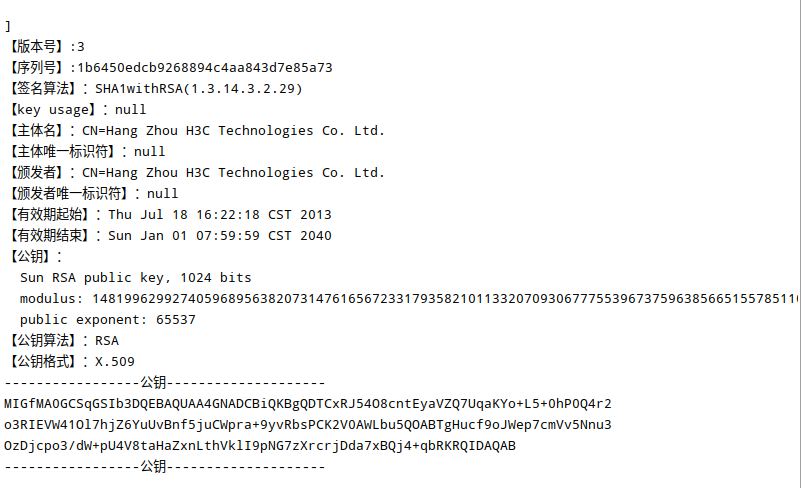 ]
【版本号】:3
【序列号】:1b6450edcb9268894c4aa843d7e85a73
【签名算法】：SHA1withRSA(1.3.14.3.2.29)
【key usage】：null
【主体名】：CN=Hang Zhou H3C Technologies Co. Ltd.
【主体唯一标识符】：null
【颁发者】：CN=Hang Zhou H3C Technologies Co. Ltd.
【颁发者唯一标识符】：null
【有效期起始】：Thu Jul 18 16:22:18 CST 2013
【有效期结束】：Sun Jan 01 07:59:59 CST 2040
【公钥】：
Sun RSA public key, 1024 bits
modulus: 14819962992740596895638207314761656723317935821011332070930677755396737596385665155785110
public exponent: 65537
【公钥算法】：RSA
【公钥格式】：X.509
-----------------公钥--------------------
MIGfMA0GCSqGSIb3DQEBAQUAA4GNADCBiQKBgQDTCxRJ54O8cntEyaVZQ7UqaKYo+L5+0hP0Q4r2
o3RIEVW41Ol7hjZ6YuUvBnf5juCWpra+9yvRbsPCK2V0AWLbu5QOABTgHucf9oJWep7cmVv5Nnu3
OzDjcpo3/dW+pU4V8taHaZxnLthVklI9pNG7zXrcrjDda7xBQj4+qbRKRQIDAQAB
-----------------公钥--------------------